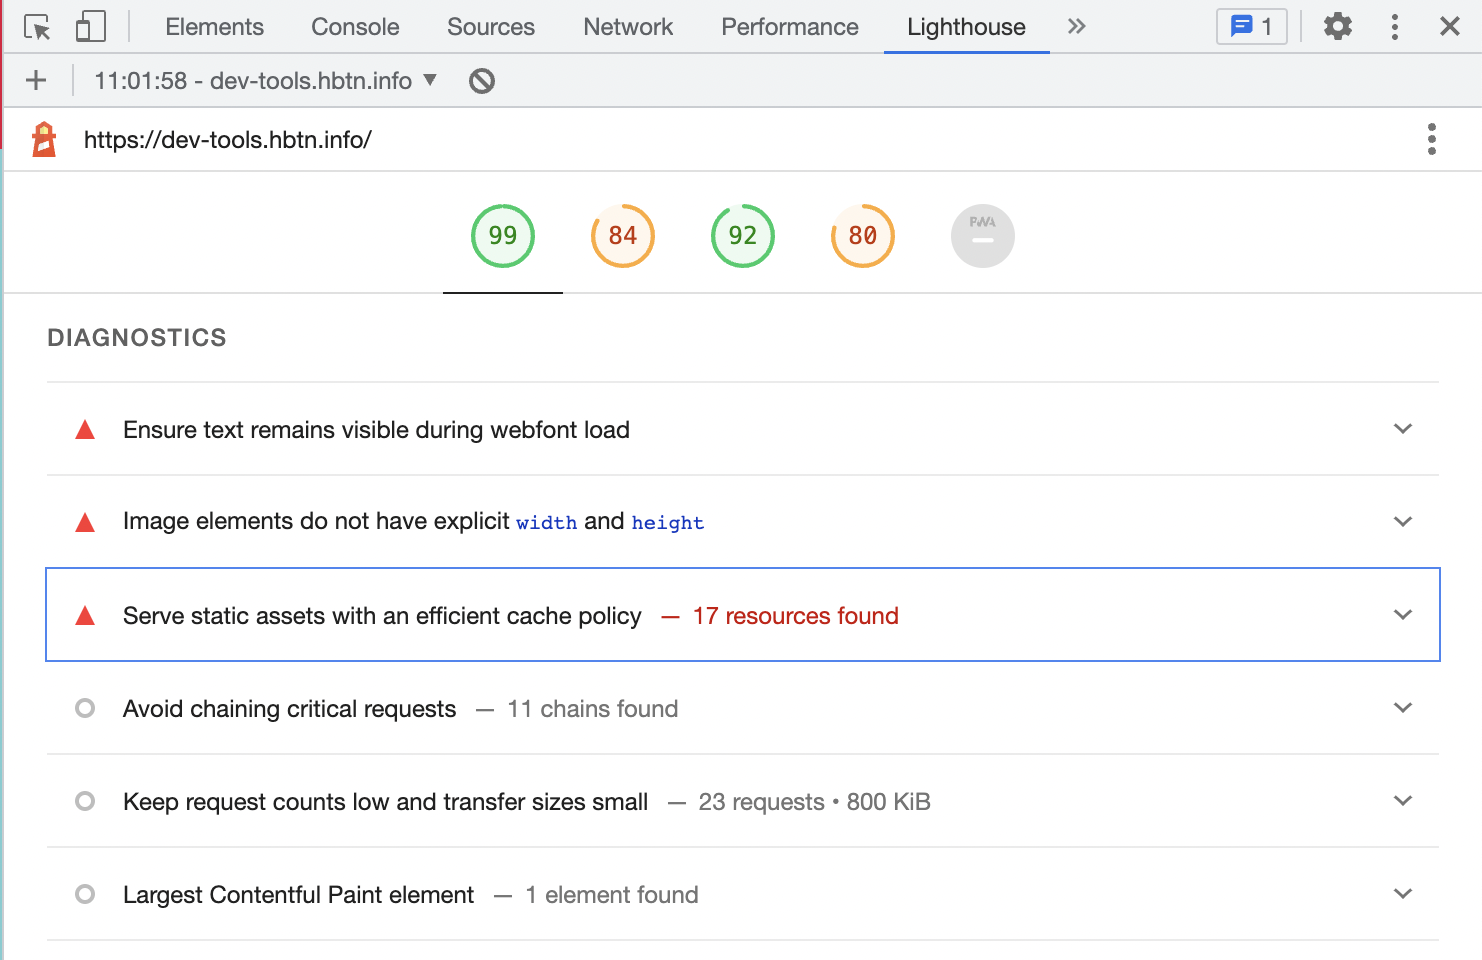 Elements Console Sources Network Performance Lighthouse 1
11:01:58 - dev-tools.hbtn.info
https://dev-tools.hbtn.info/
99 84 92 80 PWA
DIAGNOSTICS
Ensure text remains visible during webfont load
Image elements do not have explicit width and height
Serve static assets with an efficient cache policy — 17 resources found
Avoid chaining critical requests — 11 chains found
Keep request counts low and transfer sizes small — 23 requests • 800 KiB
Largest Contentful Paint element — 1 element found